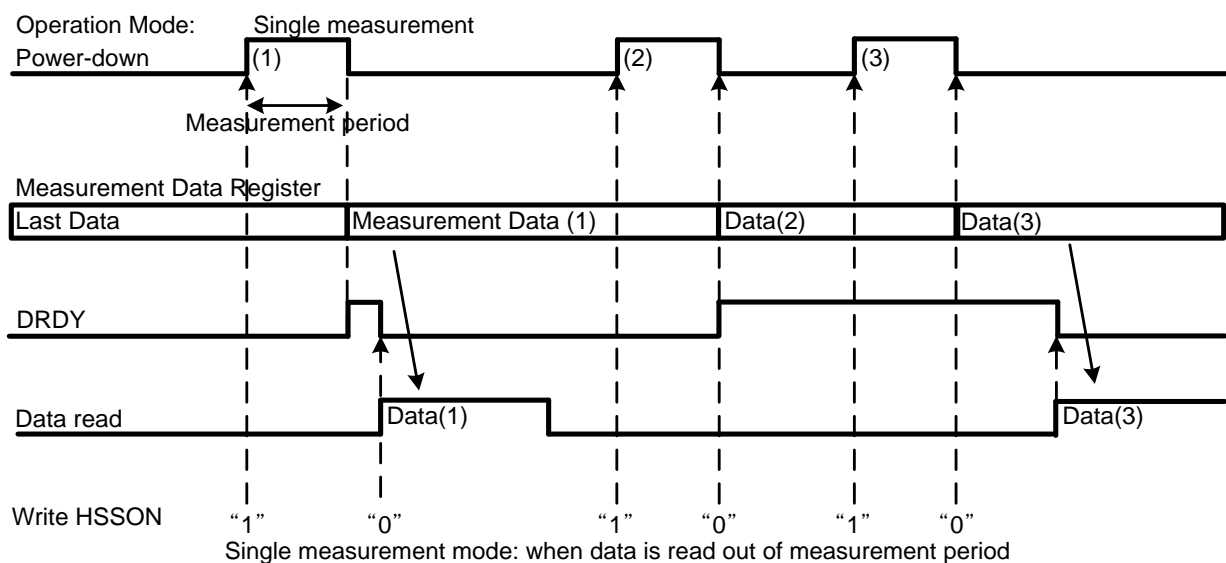 Operation Mode: Single measurement
Power-down
(1) (2) (3)
Measurement period
Measurement Data Register
Last Data Measurement Data (1) Data(2) Data(3)
DRDY
Data read Data(1) Data(3)
Write HSSON “1” “0” “1” “0” “1” “0”
Single measurement mode: when data is read out of measurement period